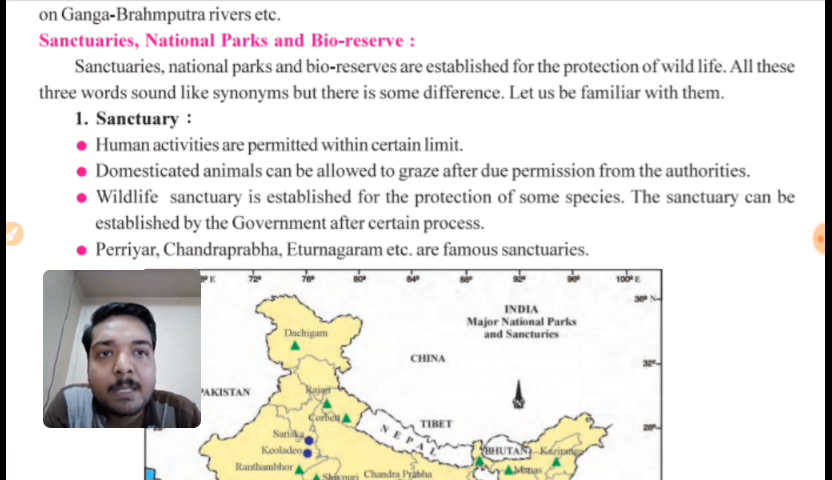 on Ganga-Brahmputra rivers etc.
Sanctuaries, National Parks and Bio-reserve :
Sanctuaries, national parks and bio-reserves are established for the protection of wild life. All these
three words sound like synonyms but there is some difference. Let us be familiar with them.
1. Sanctuary :
● Human activities are permitted within certain limit.
● Domesticated animals can be allowed to graze after due permission from the authorities.
● Wildlife sanctuary is established for the protection of some species. The sanctuary can be
established by the Government after certain process.
● Perriyar, Chandraprabha, Eturnagaram etc. are famous sanctuaries.
E 72° 76° 80° 84° 88° 92° 96° 100° E
36° N
INDIA
Major National Parks
and Sancturies
Dachigam
CHINA
32°
PAKISTAN
Rajaji
N
Corbett
TIBET
28°
NEPAL
Sariska
Keoladeo
BHUTAN
Kaziranga
Ranthambhor
Shivpuri
Chandra Prabha
Manas